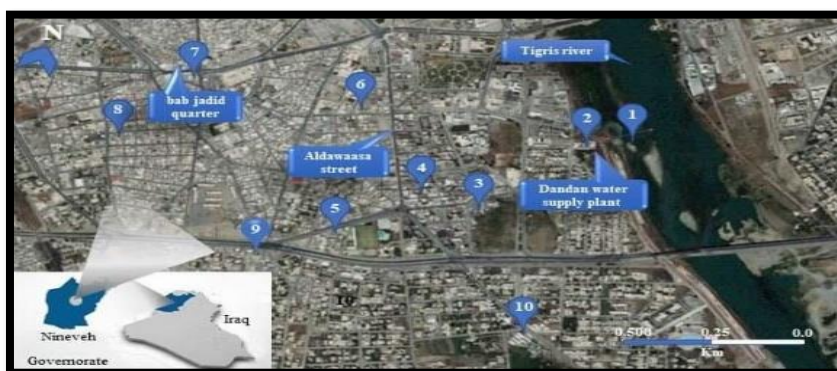 N
Tigris river
7
bab jadid
quarter
6
8
2
1
Aldawaasa
street
4
3
Dandan water
supply plant
5
9
10
10
Iraq
Nineveh
Governorate
0.500 0.25 0.0
Km